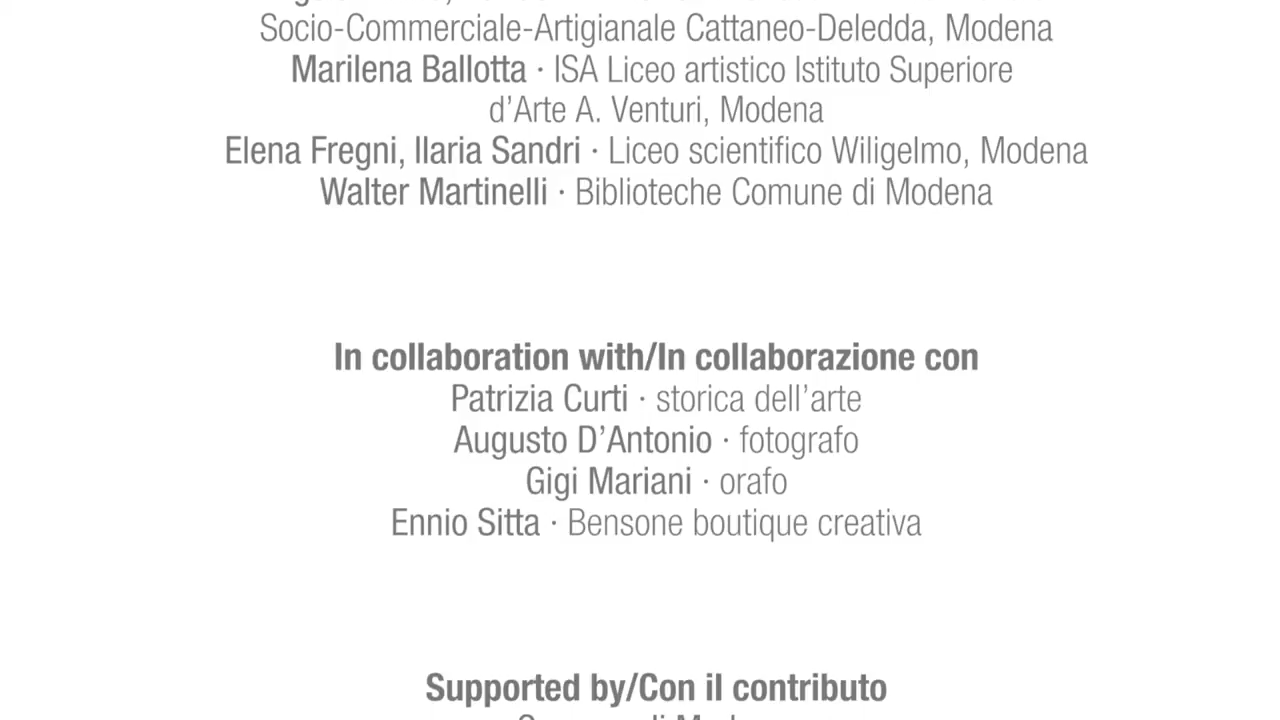 Socio-Commerciale-Artigianale Cattaneo-Deledda, Modena
Marilena Ballotta · ISA Liceo artistico Istituto Superiore
d’Arte A. Venturi, Modena
Elena Fregni, Ilaria Sandri · Liceo scientifico Wiligelmo, Modena
Walter Martinelli · Biblioteche Comune di Modena
In collaboration with/In collaborazione con
Patrizia Curti · storica dell’arte
Augusto D’Antonio · fotografo
Gigi Mariani · orafo
Ennio Sitta · Bensone boutique creativa
Supported by/Con il contributo